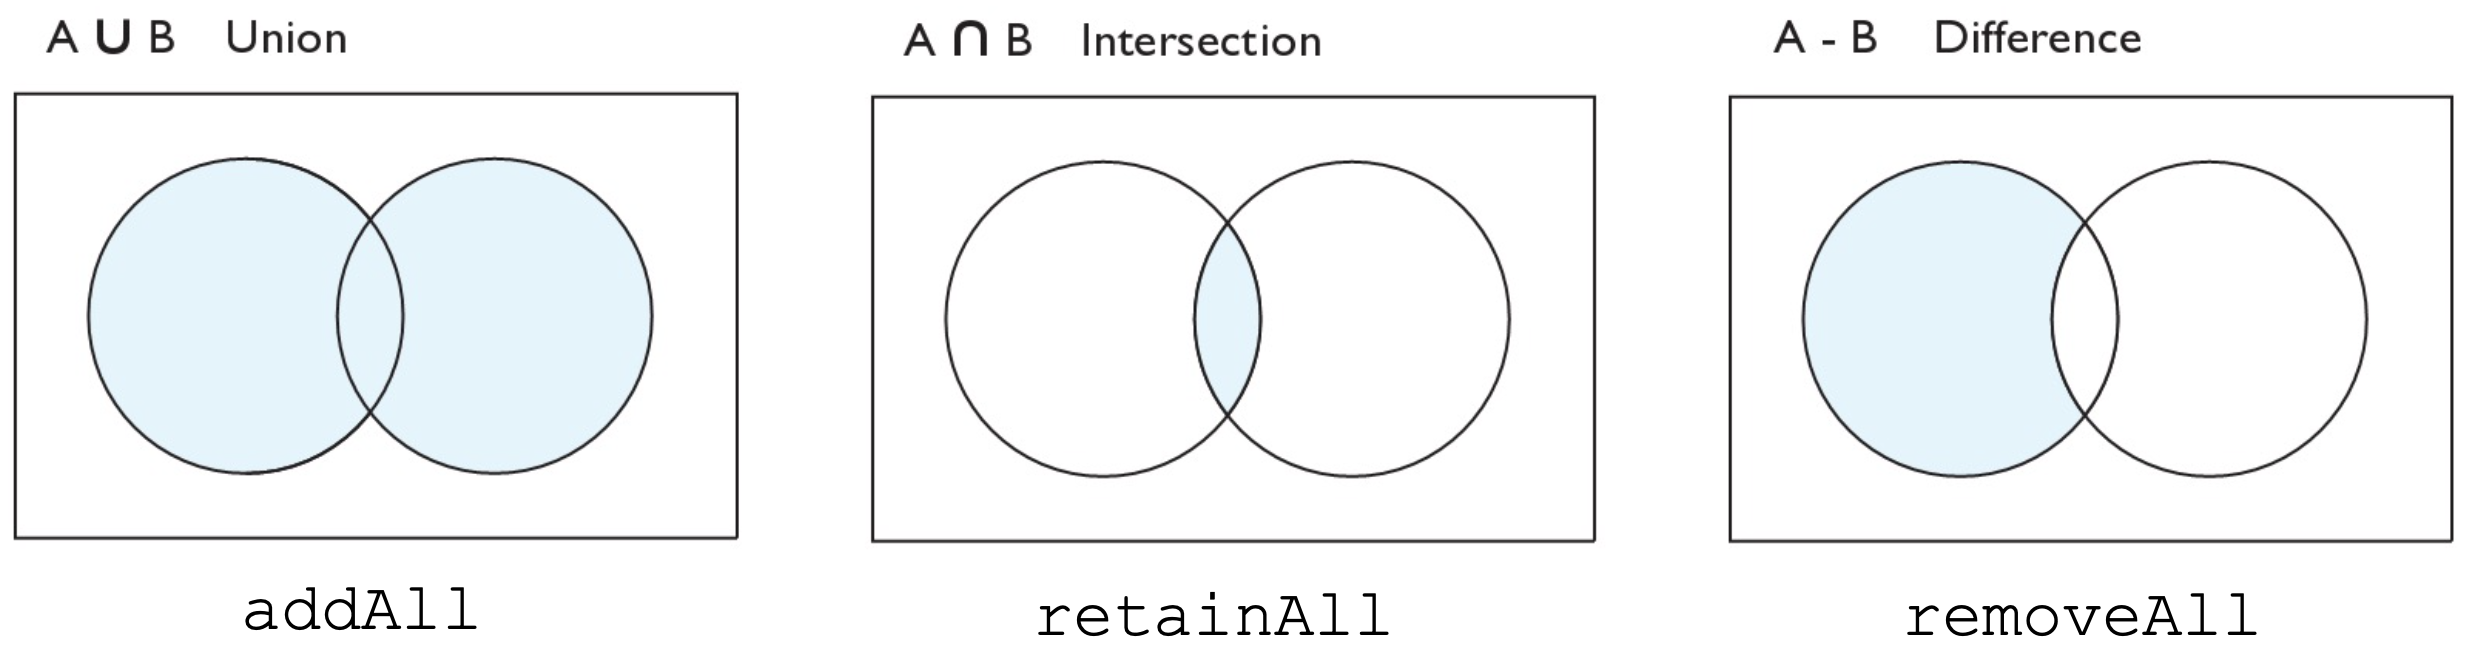 A ∪ B Union
A ∩ B Intersection
A - B Difference
addAll
retainAll
removeAll